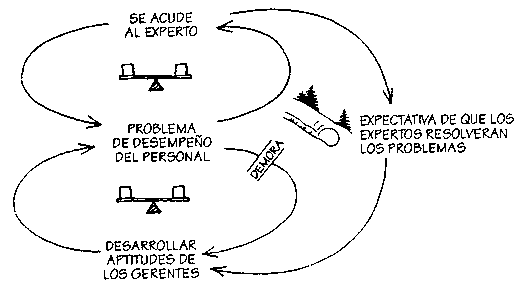 SE ACUDE
AL EXPERTO
PROBLEMA
DE DESEMPEÑO
DEL PERSONAL
DEMORA
EXPECTATIVA DE QUE LOS
EXPERTOS RESOLVERAN
LOS PROBLEMAS
DESARROLLAR
APTITUDES DE
LOS GERENTES